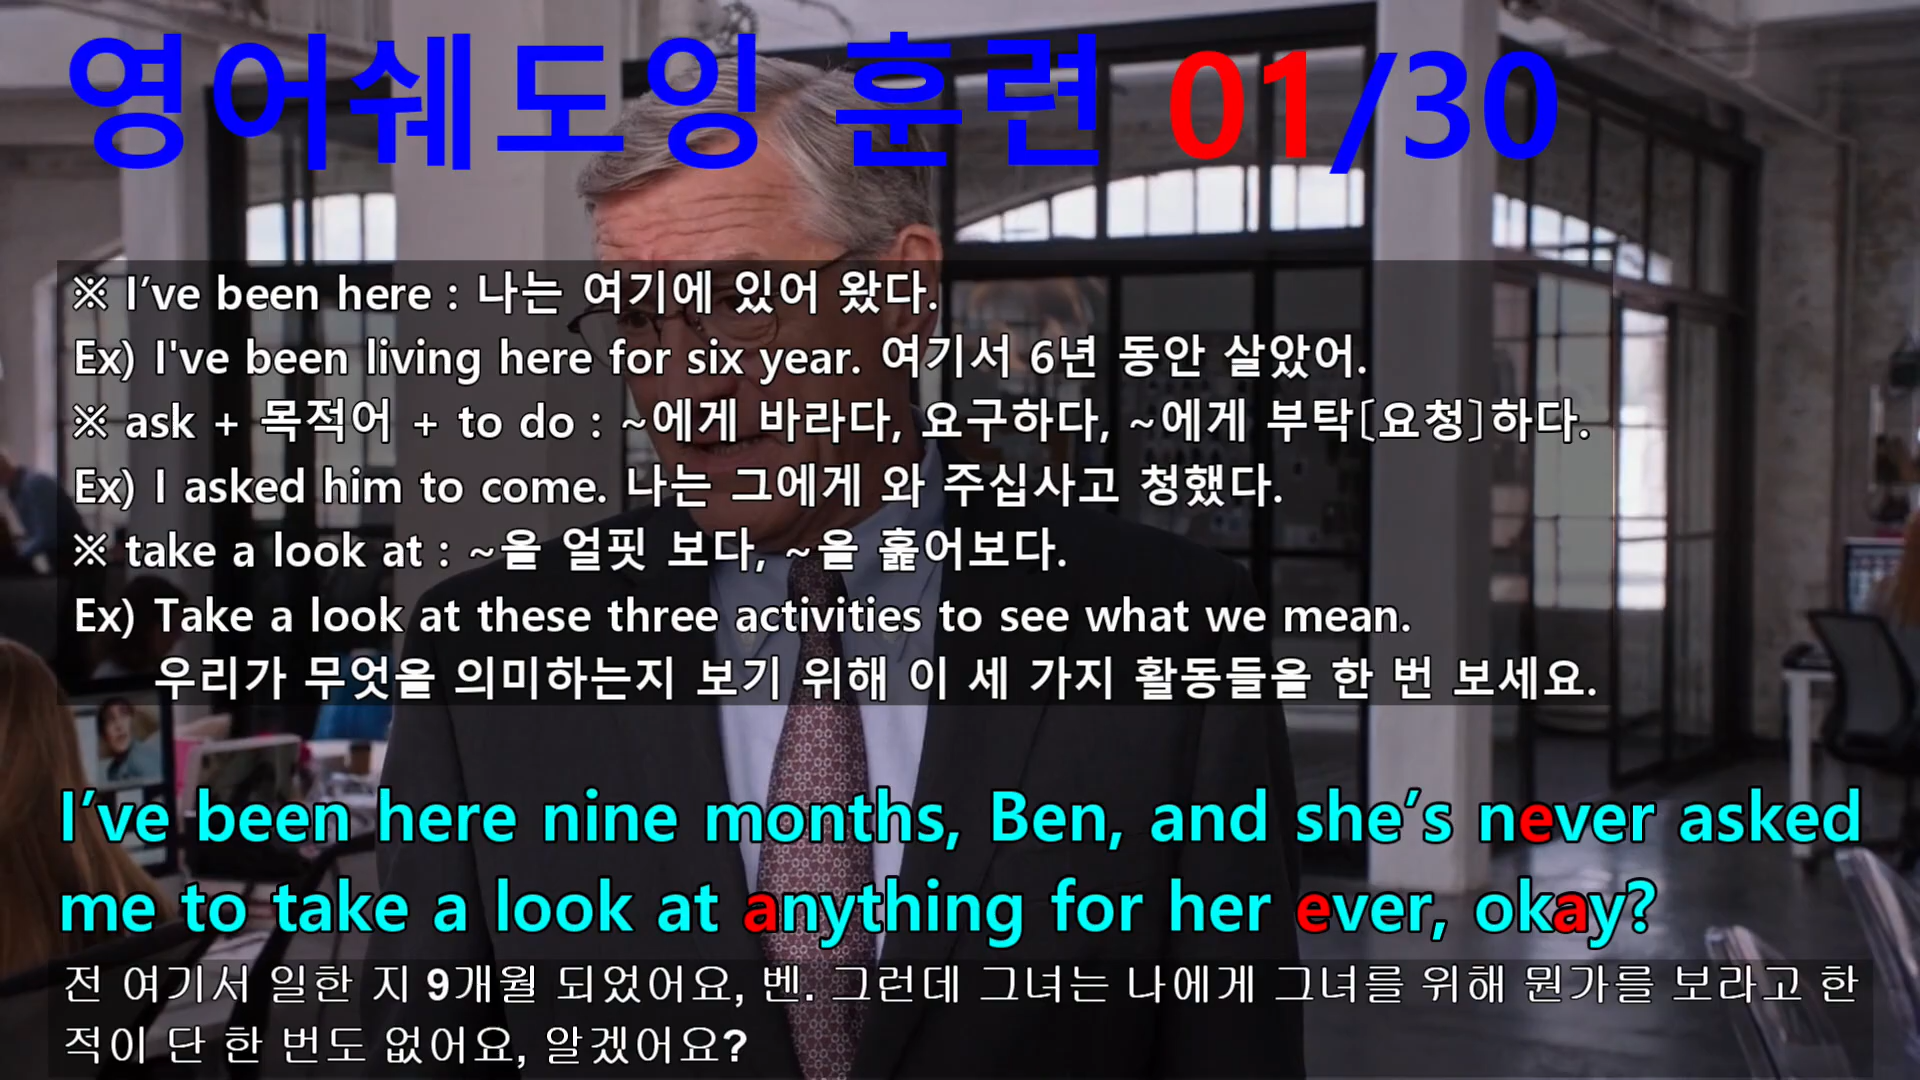 영어쉐도잉 훈련 01/30
※ I’ve been here : 나는 여기에 있어 왔다.
Ex) I've been living here for six year. 여기서 6년 동안 살았어.
※ ask + 목적어 + to do : ~에게 바라다, 요구하다, ~에게 부탁[요청]하다.
Ex) I asked him to come. 나는 그에게 와 주십사고 청했다.
※ take a look at : ~을 얼핏 보다, ~을 훑어보다.
Ex) Take a look at these three activities to see what we mean.
우리가 무엇을 의미하는지 보기 위해 이 세 가지 활동들을 한 번 보세요.
I’ve been here nine months, Ben, and she’s never asked
me to take a look at anything for her ever, okay?
전 여기서 일한 지 9개월 되었어요, 벤. 그런데 그녀는 나에게 그녀를 위해 뭔가를 보라고 한
적이 단 한 번도 없어요, 알겠어요?